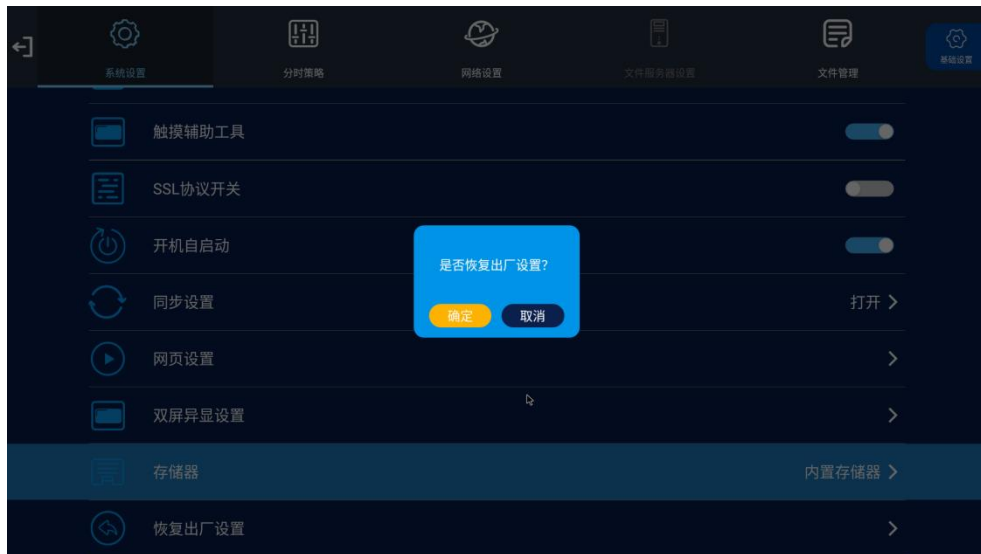 系统设置
分时策略
网络设置
文件服务器设置
文件管理
基础设置
触摸辅助工具
SSL协议开关
开机自启动
同步设置 打开
网页设置
双屏异显设置
存储器 内置存储器
恢复出厂设置
是否恢复出厂设置?
确定 取消